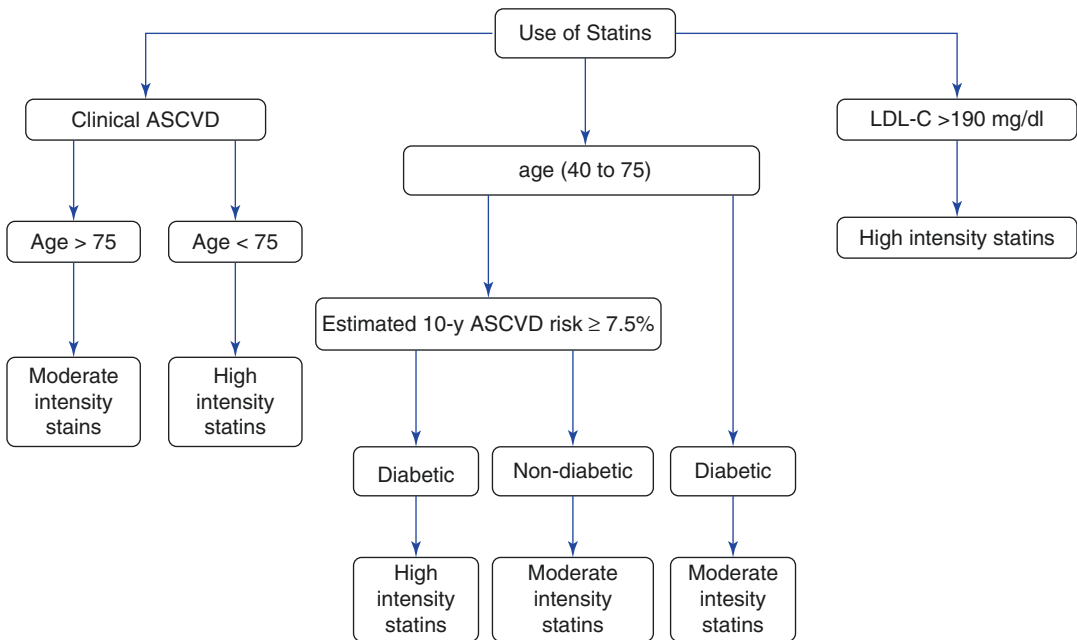 Use of Statins
Clinical ASCVD
LDL-C >190 mg/dl
age (40 to 75)
Age > 75
Age < 75
High intensity statins
Estimated 10-y ASCVD risk ≥ 7.5%
Moderate
intensity
stains
High
intensity
statins
Diabetic
Non-diabetic
Diabetic
High
intensity
statins
Moderate
intensity
statins
Moderate
intesity
statins